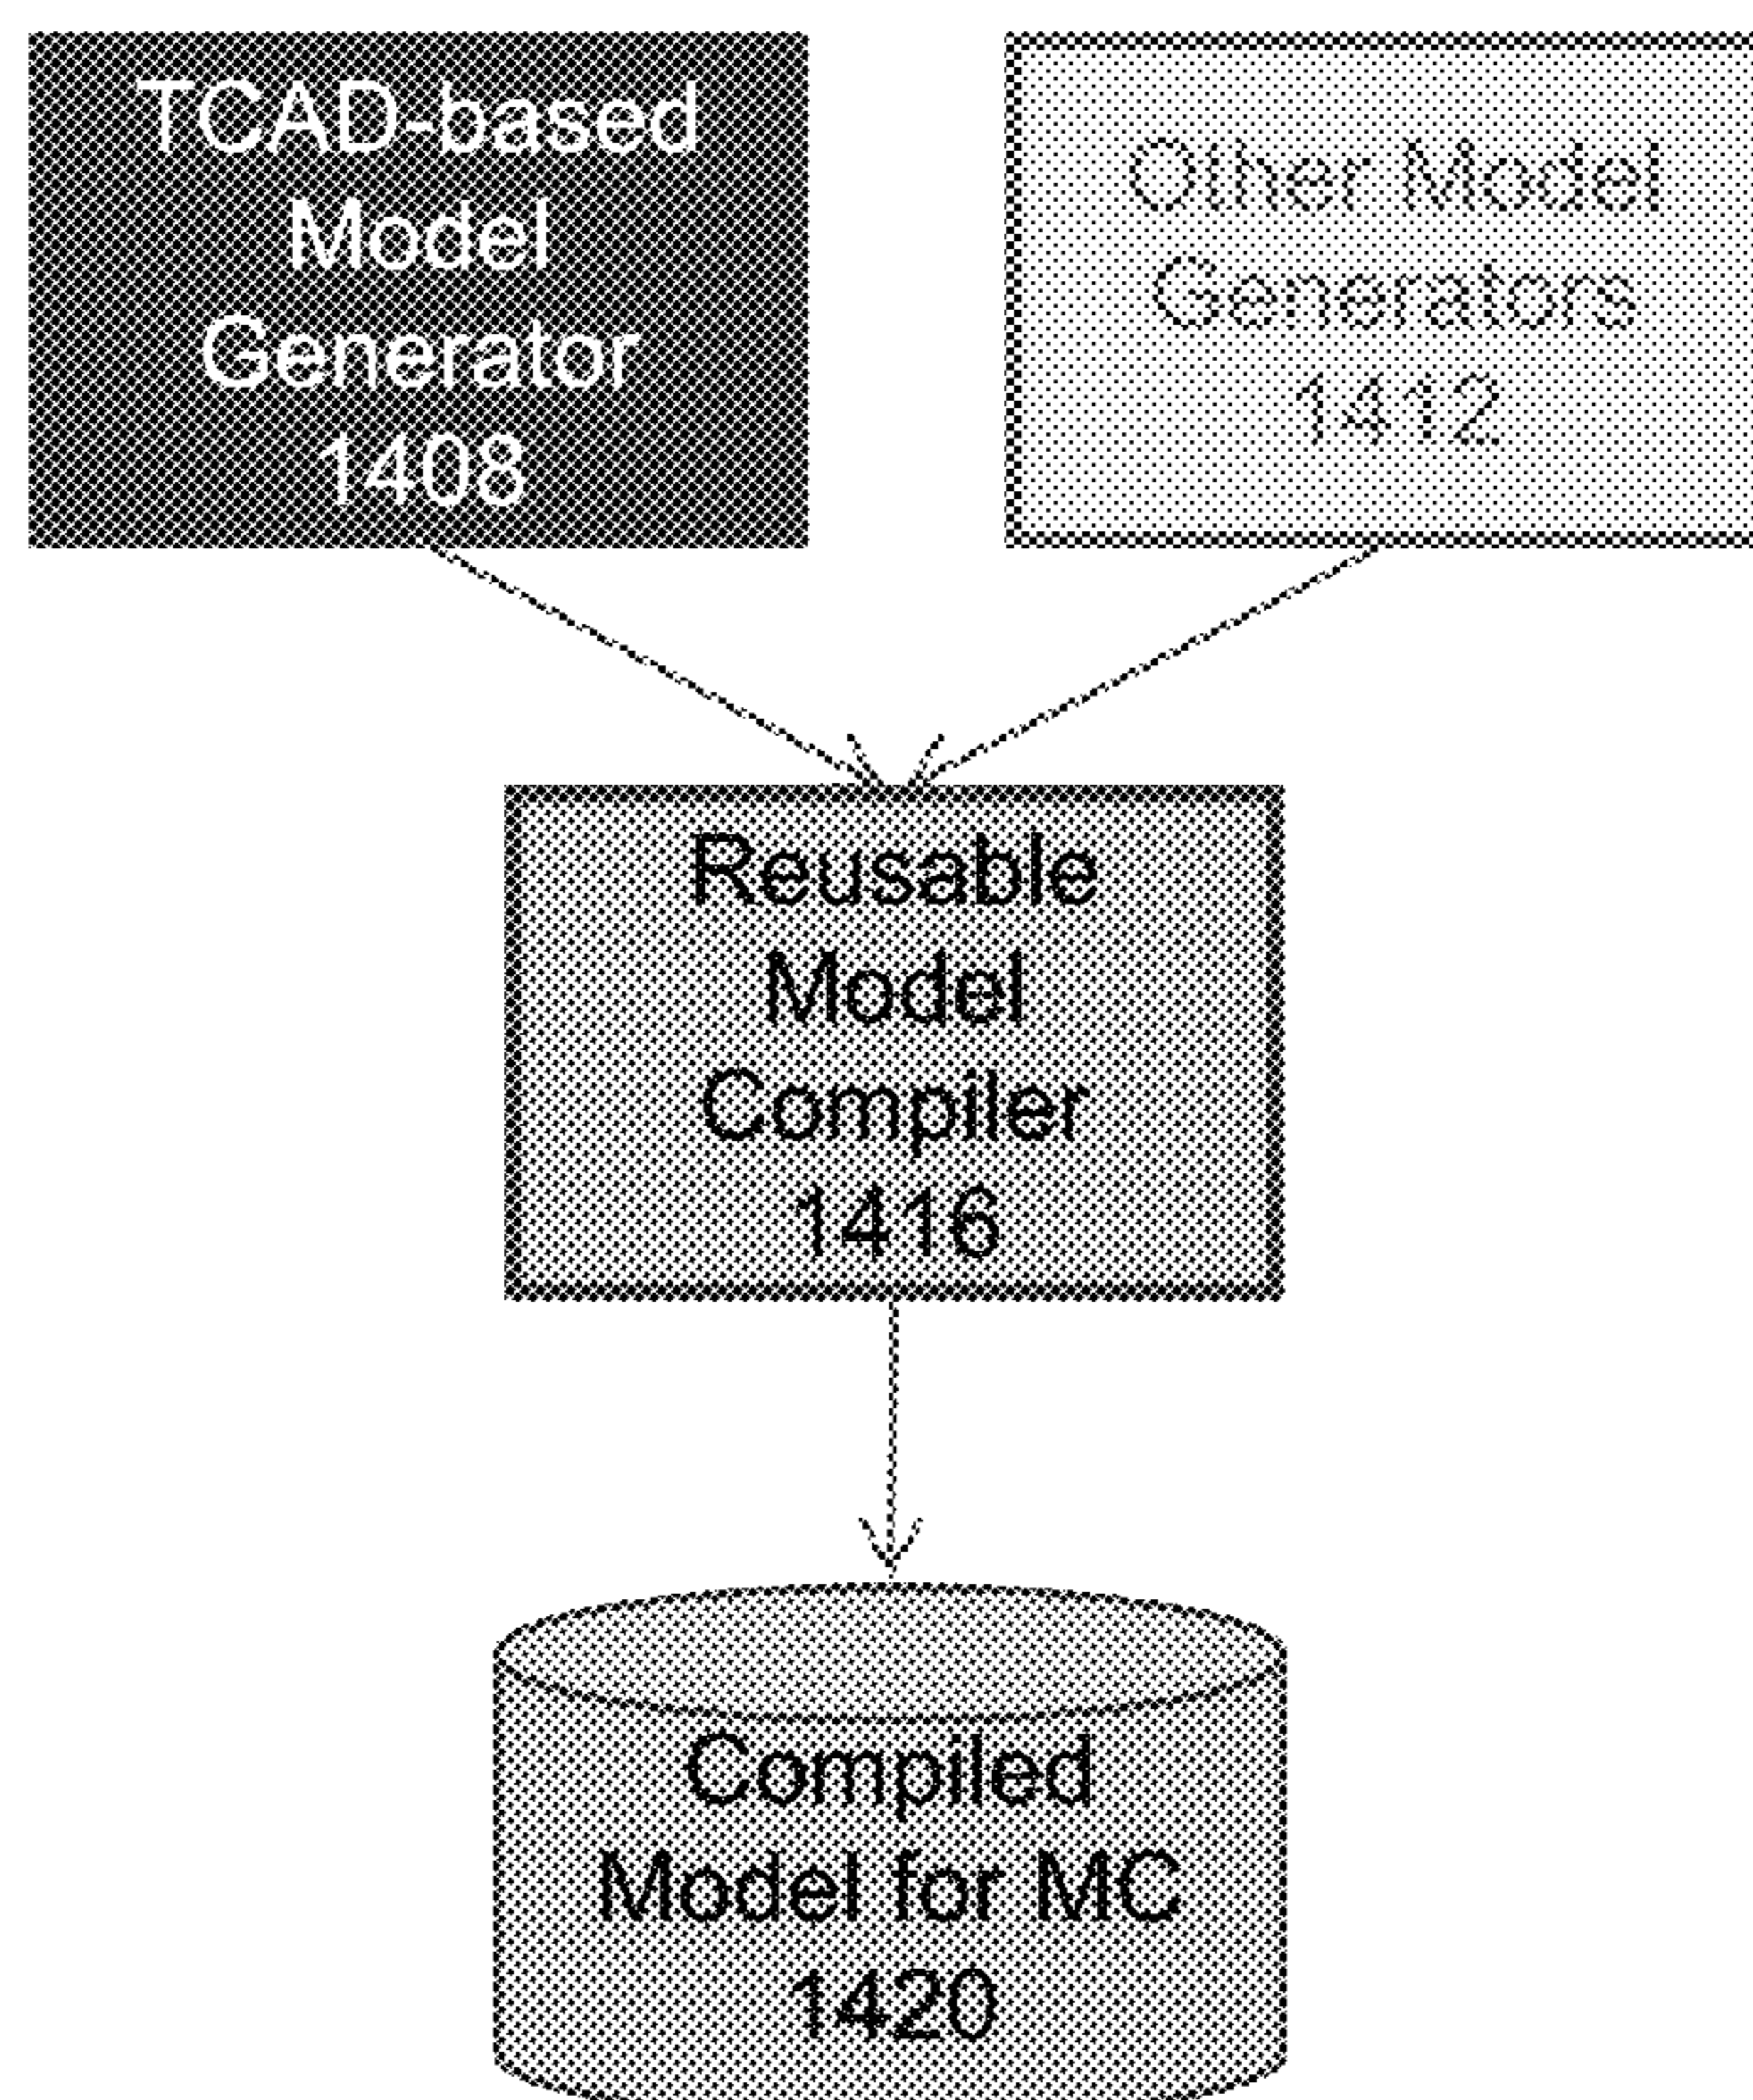 TCAD-based
Model
Generator
1408
Other Model
Generators
1412
Reusable
Model
Compiler
1416
Compiled
Model for MC
1420